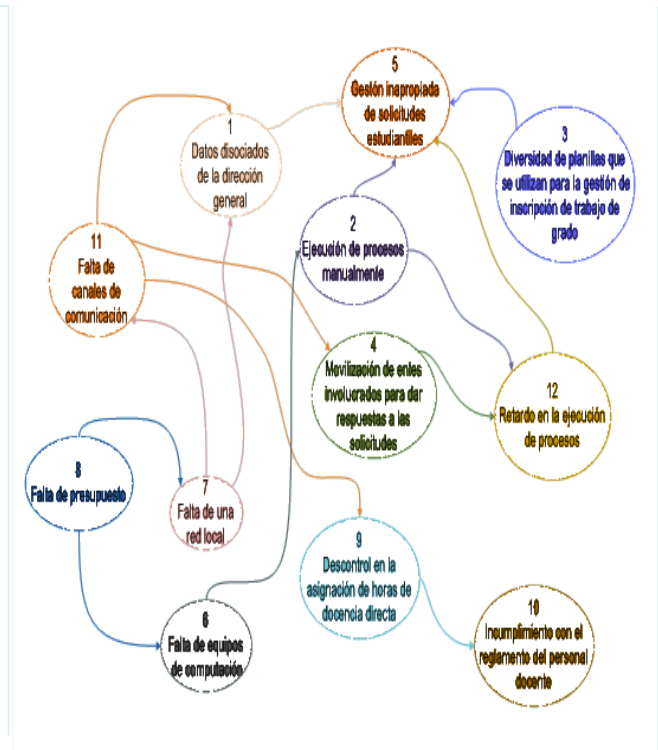 5
Gestión inapropiada
de solicitudes
estudiantiles
1
Datos disociados
de la dirección
general
3
Diversidad de planillas que
se utilizan para la gestión de
inscripción de trabajo de
grado
2
Ejecución de procesos
manualmente
11
Falta de
canales de
comunicación
4
Movilización de entes
involucrados para dar
respuestas a las
solicitudes
12
Retardo en la ejecución
de procesos
8
Falta de presupuesto
7
Falta de una
red local
9
Descontrol en la
asignación de horas de
docencia directa
6
Falta de equipos
de computación
10
Incumplimiento con el
reglamento del personal
docente